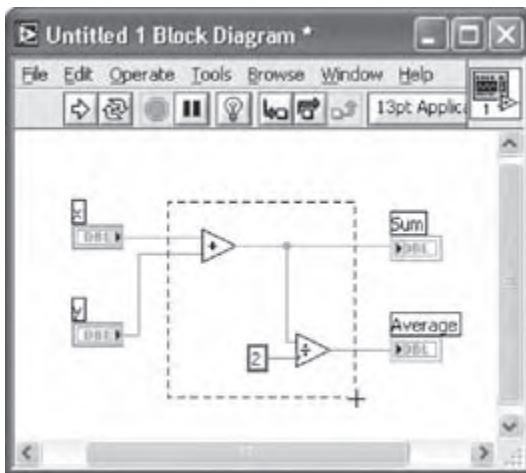 Untitled 1 Block Diagram *
File Edit Operate Tools Browse Window Help
13pt Applic
1
x
DBL
y
DBL
+
2
÷
Sum
DBL
Average
DBL